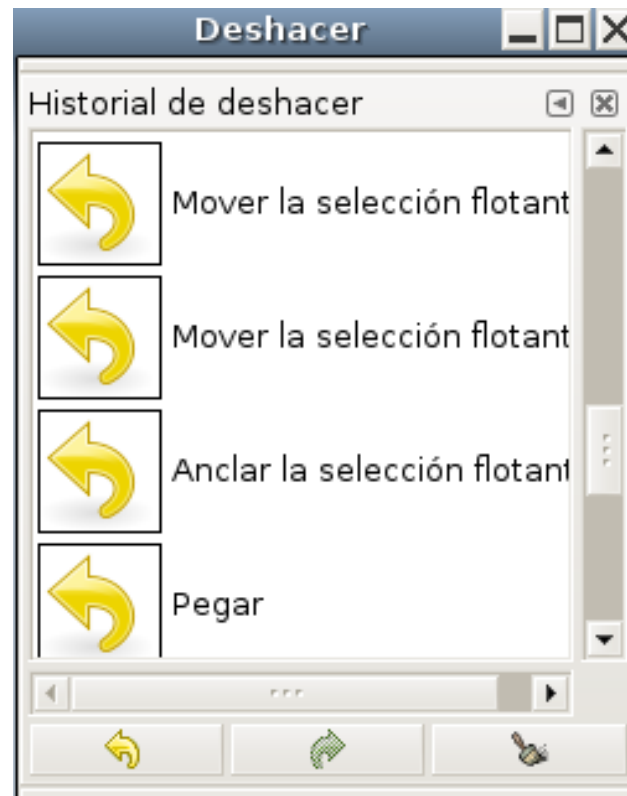 Deshacer
Historial de deshacer
Mover la selección flotant
Mover la selección flotant
Anclar la selección flotant
Pegar